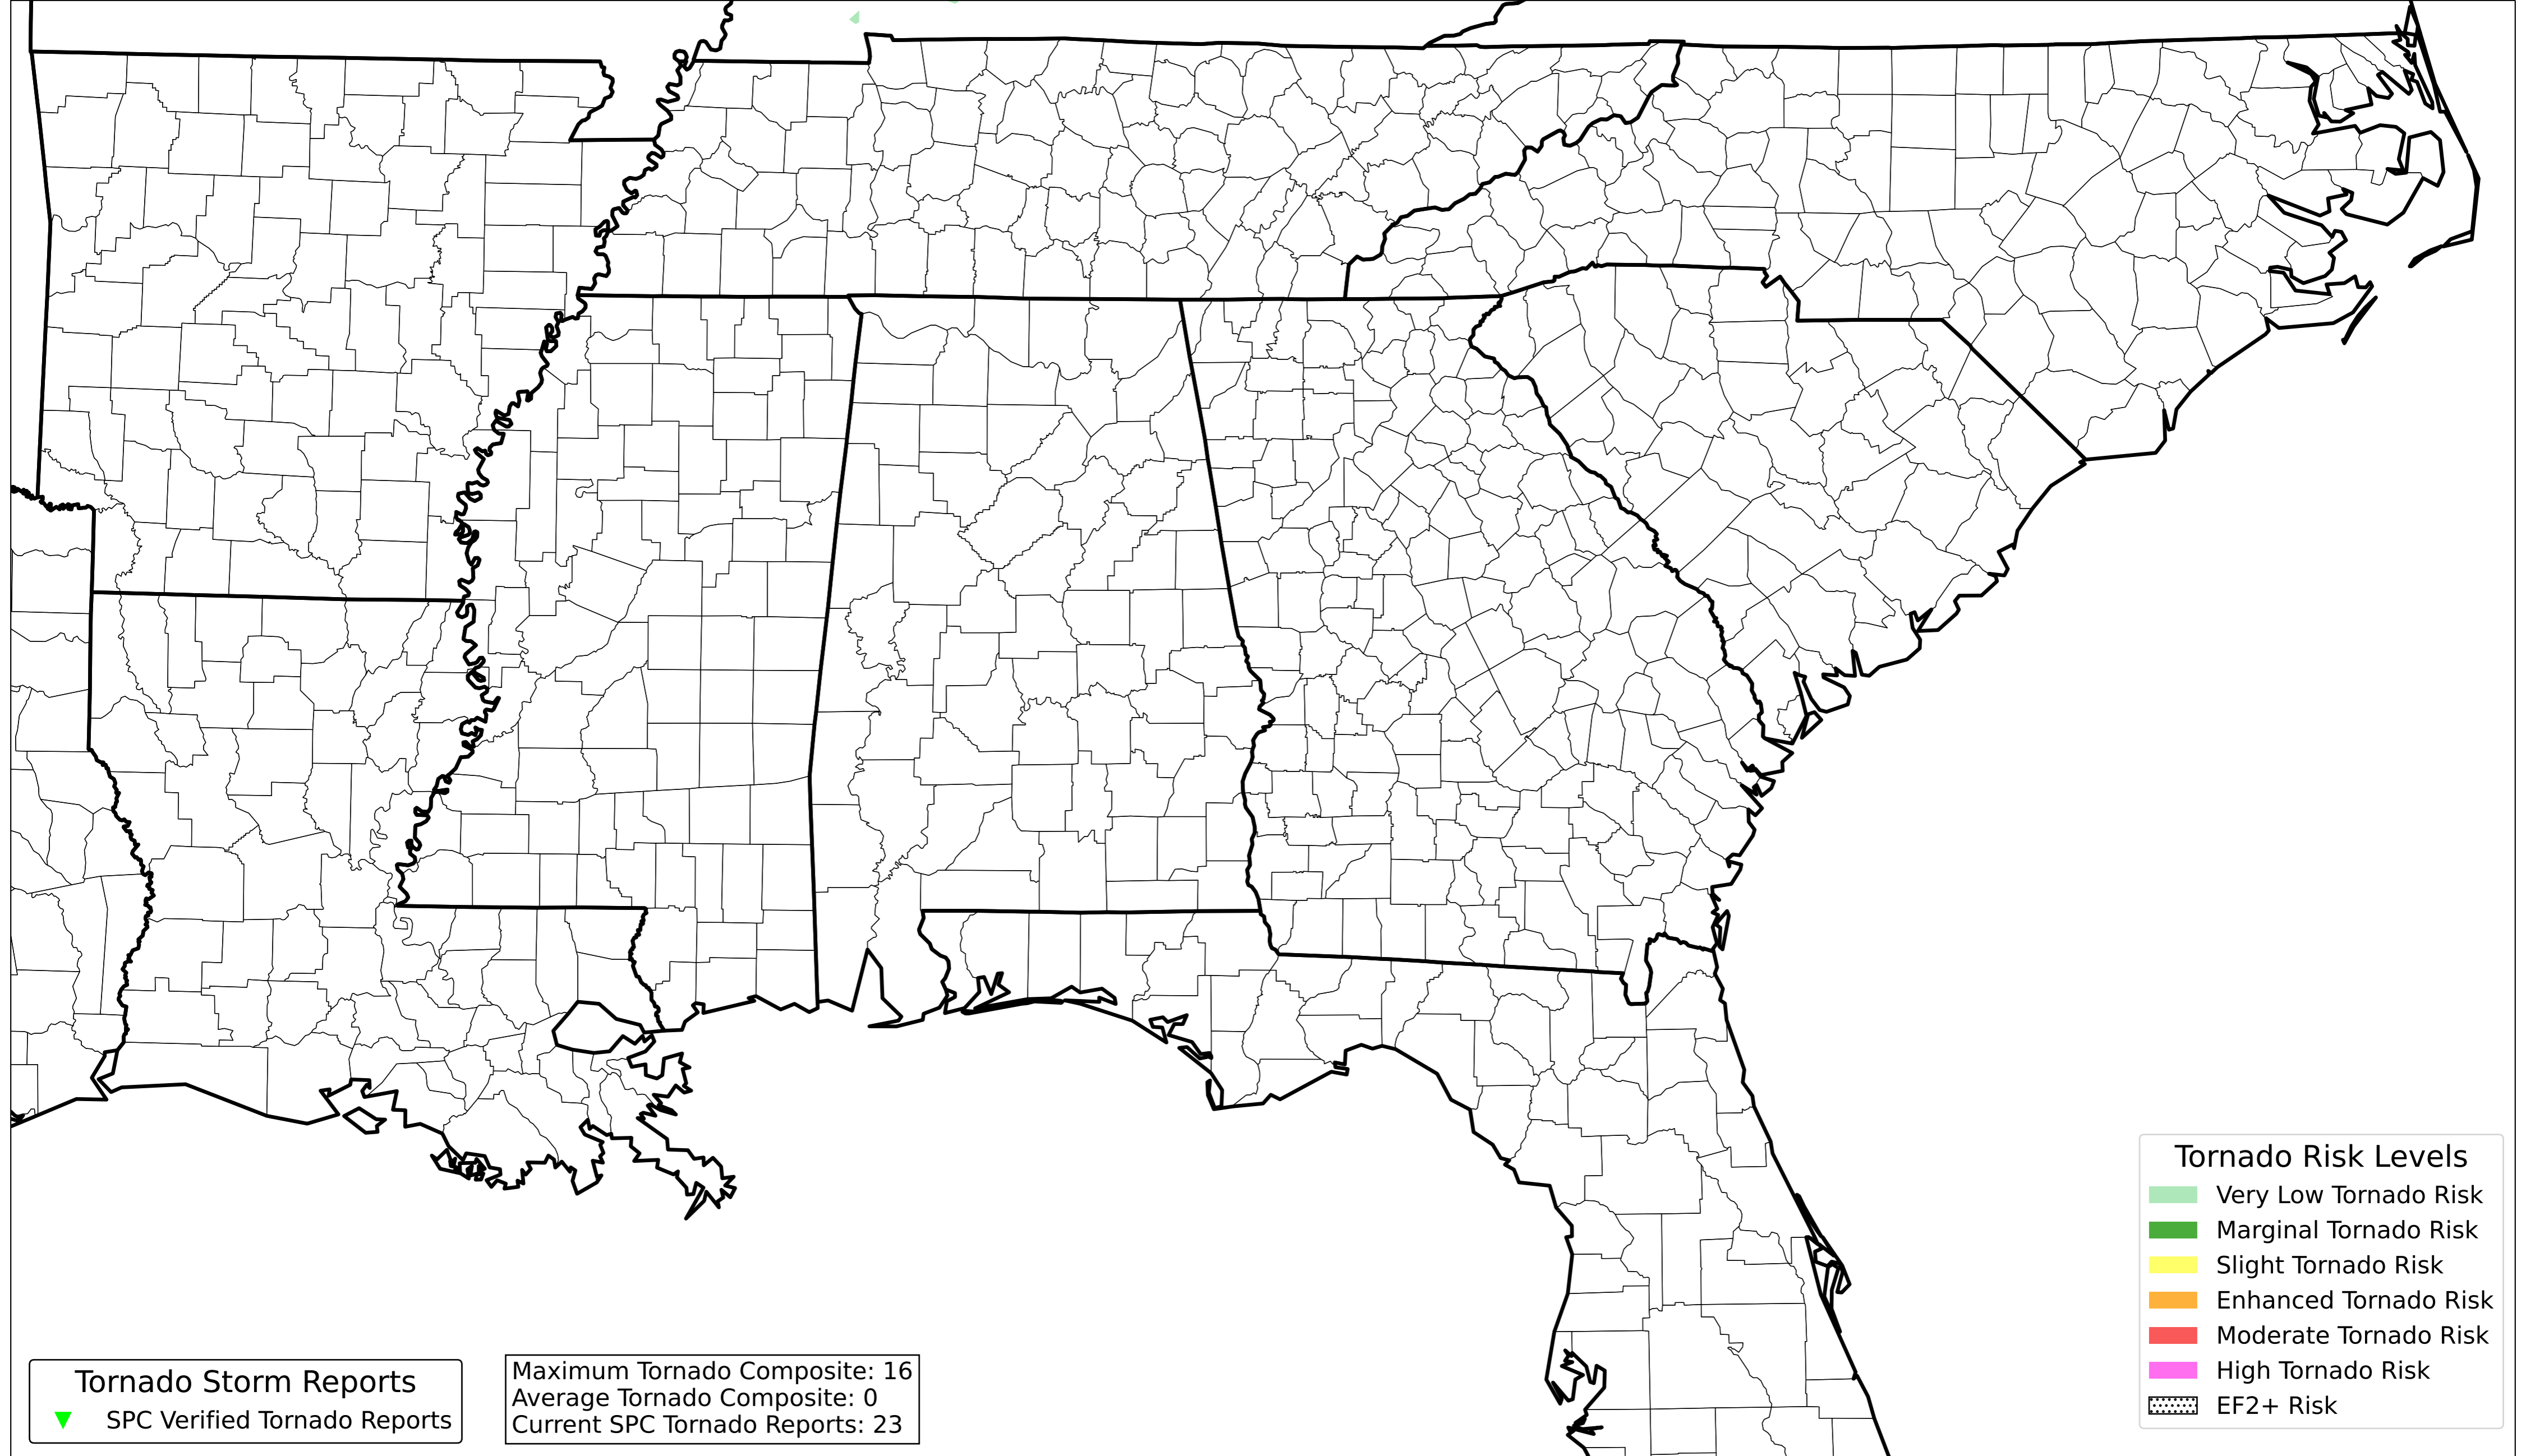 Tornado Risk Levels
Very Low Tornado Risk
Marginal Tornado Risk
Slight Tornado Risk
Enhanced Tornado Risk
Moderate Tornado Risk
High Tornado Risk
EF2+ Risk
Tornado Storm Reports
SPC Verified Tornado Reports
Maximum Tornado Composite: 16
Average Tornado Composite: 0
Current SPC Tornado Reports: 23